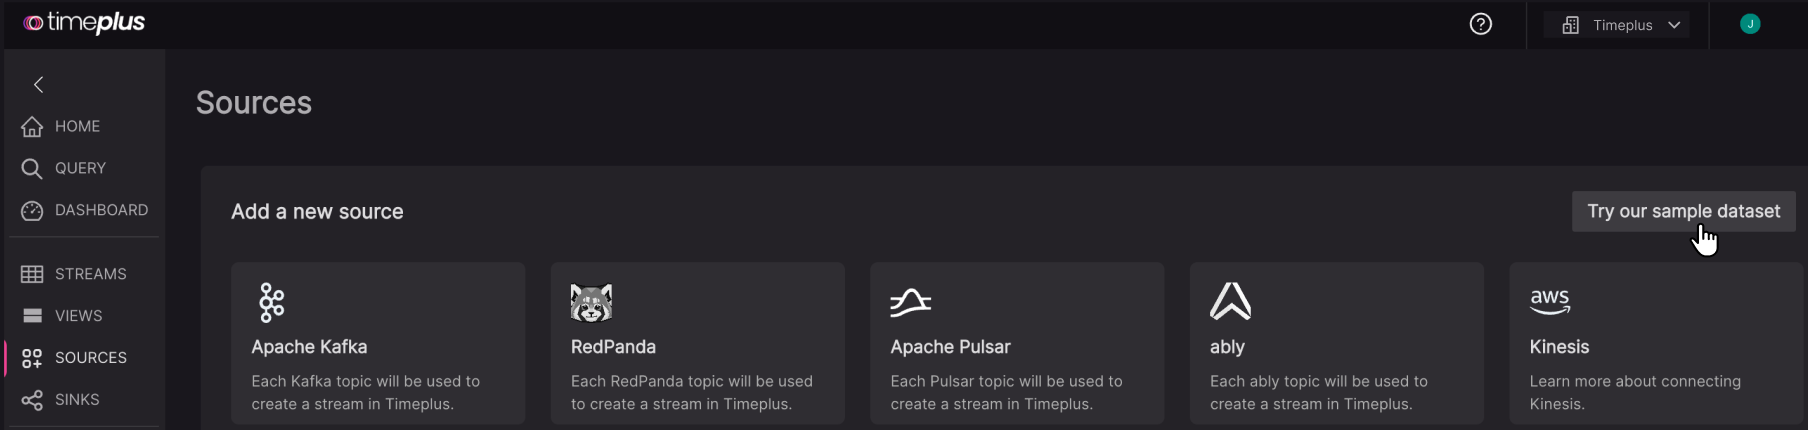 timeplus
Timeplus
J
HOME
QUERY
DASHBOARD
STREAMS
VIEWS
SOURCES
SINKS
Sources
Add a new source
Try our sample dataset
Apache Kafka
Each Kafka topic will be used to
create a stream in Timeplus.
RedPanda
Each RedPanda topic will be used
to create a stream in Timeplus.
Apache Pulsar
Each Pulsar topic will be used to
create a stream in Timeplus.
ably
Each ably topic will be used to
create a stream in Timeplus.
aws
Kinesis
Learn more about connecting
Kinesis.